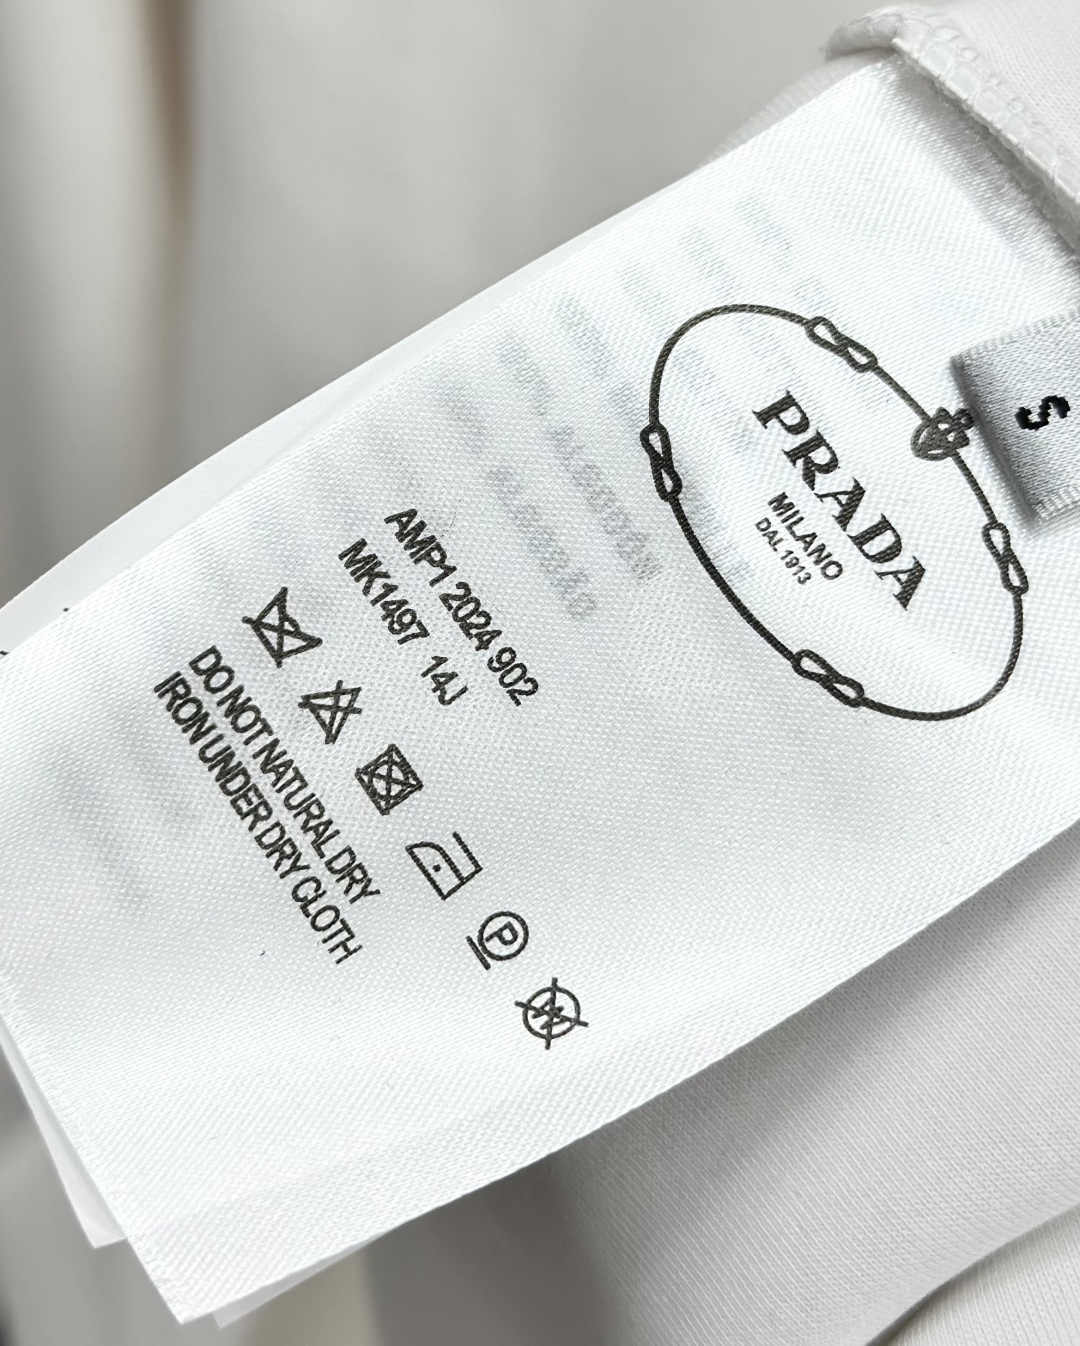 PRADA
MILANO
DAL 1913
S
AMP1 2024 902
MK1497 14J
P
W
DO NOT NATURAL DRY
IRON UNDER DRY CLOTH